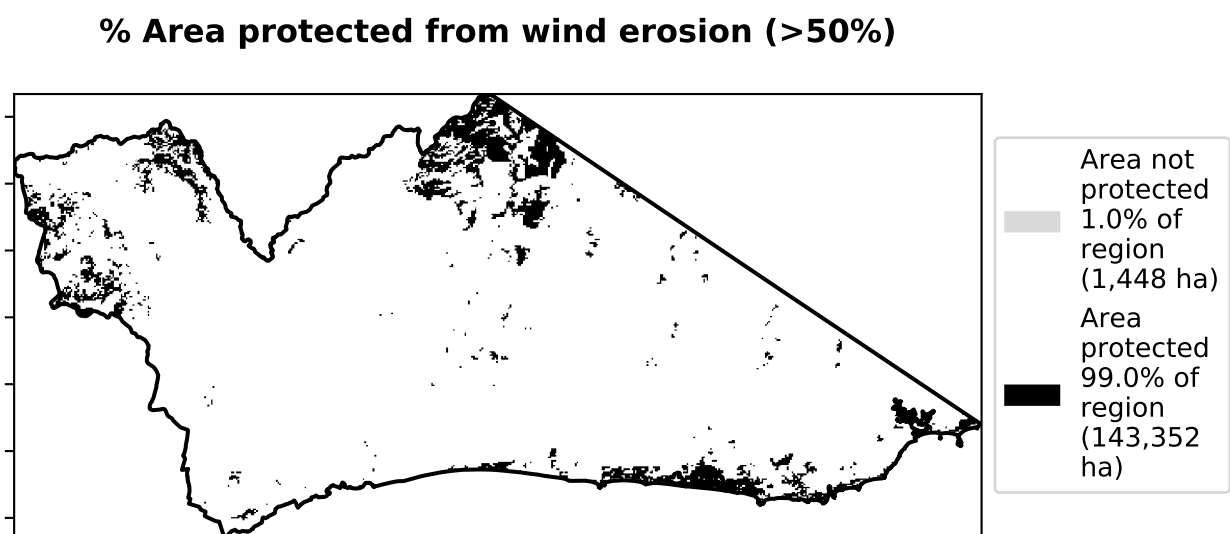 % Area protected from wind erosion (>50%)
Area not
protected
1.0% of
region
(1,448 ha)
Area
protected
99.0% of
region
(143,352
ha)